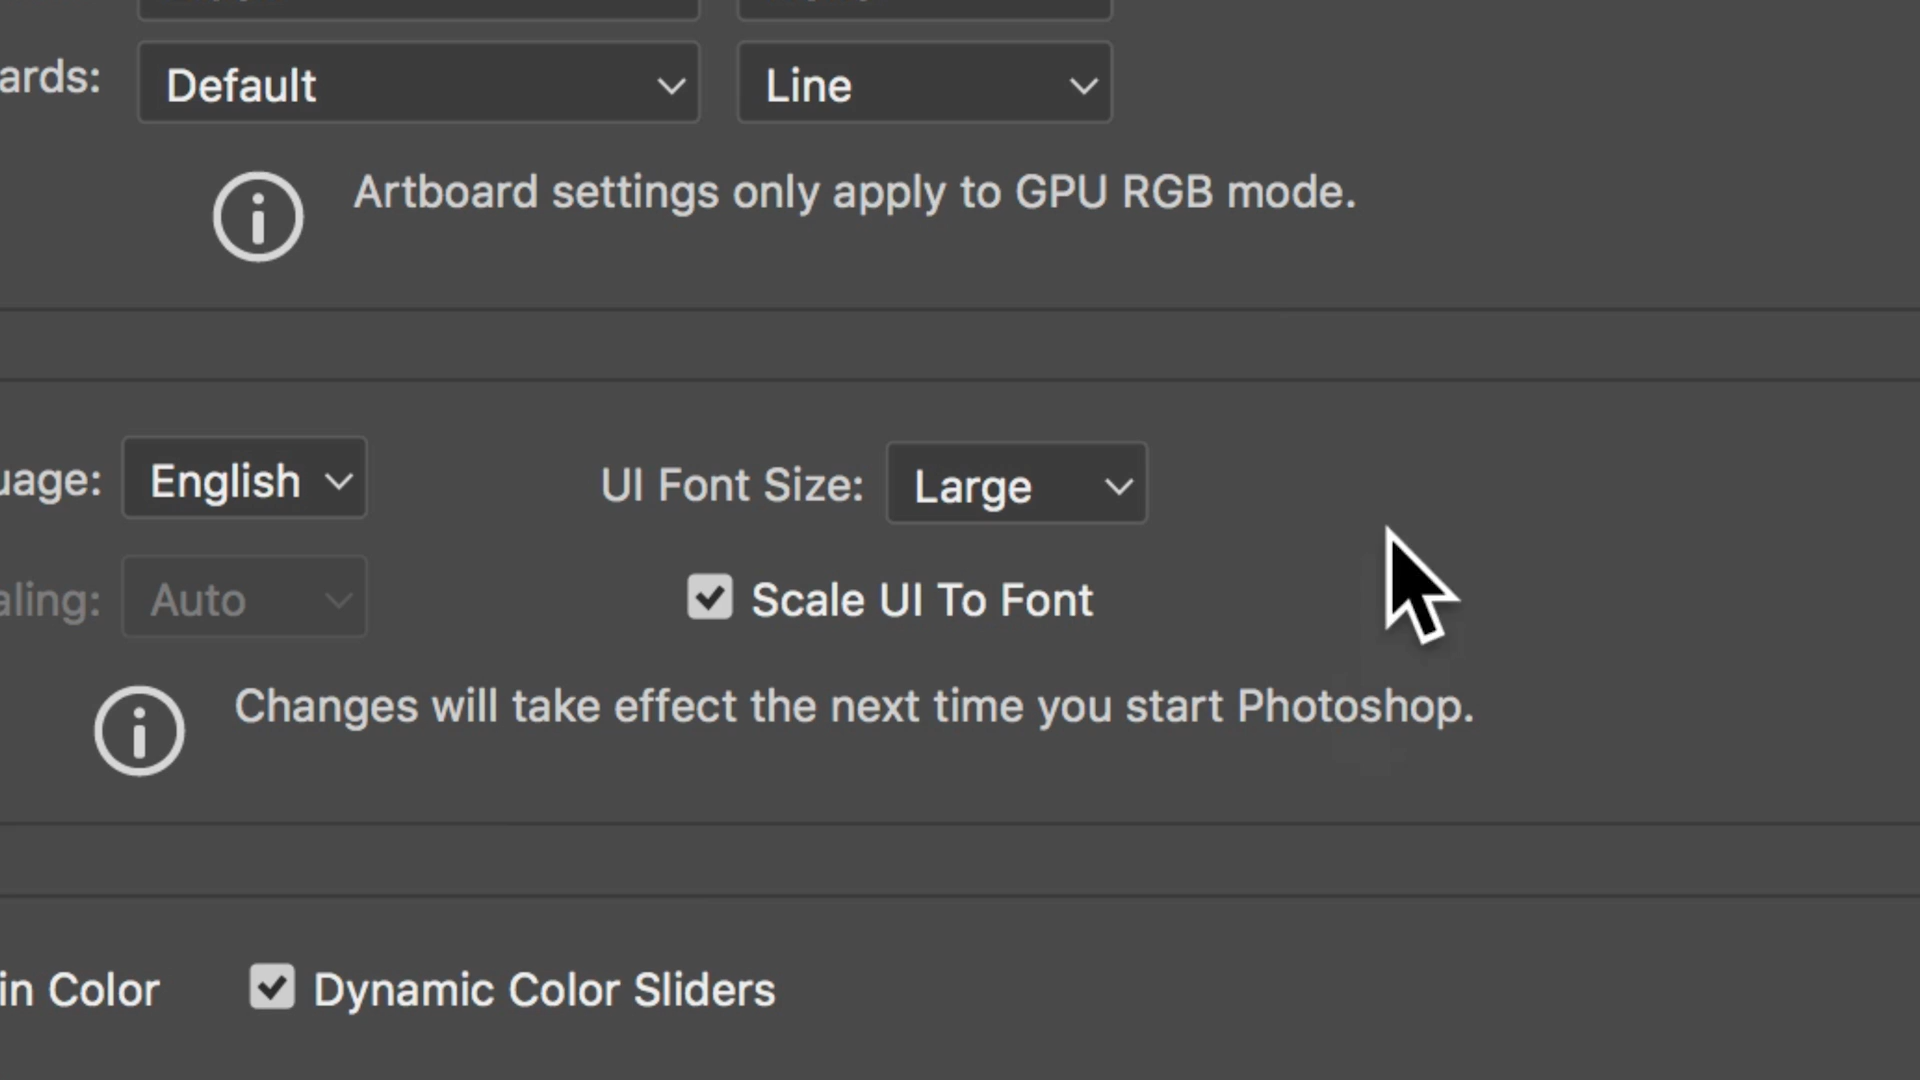 ards: Default Line
Artboard settings only apply to GPU RGB mode.
uage: English UI Font Size: Large
aling: Auto Scale UI To Font
Changes will take effect the next time you start Photoshop.
in Color Dynamic Color Sliders